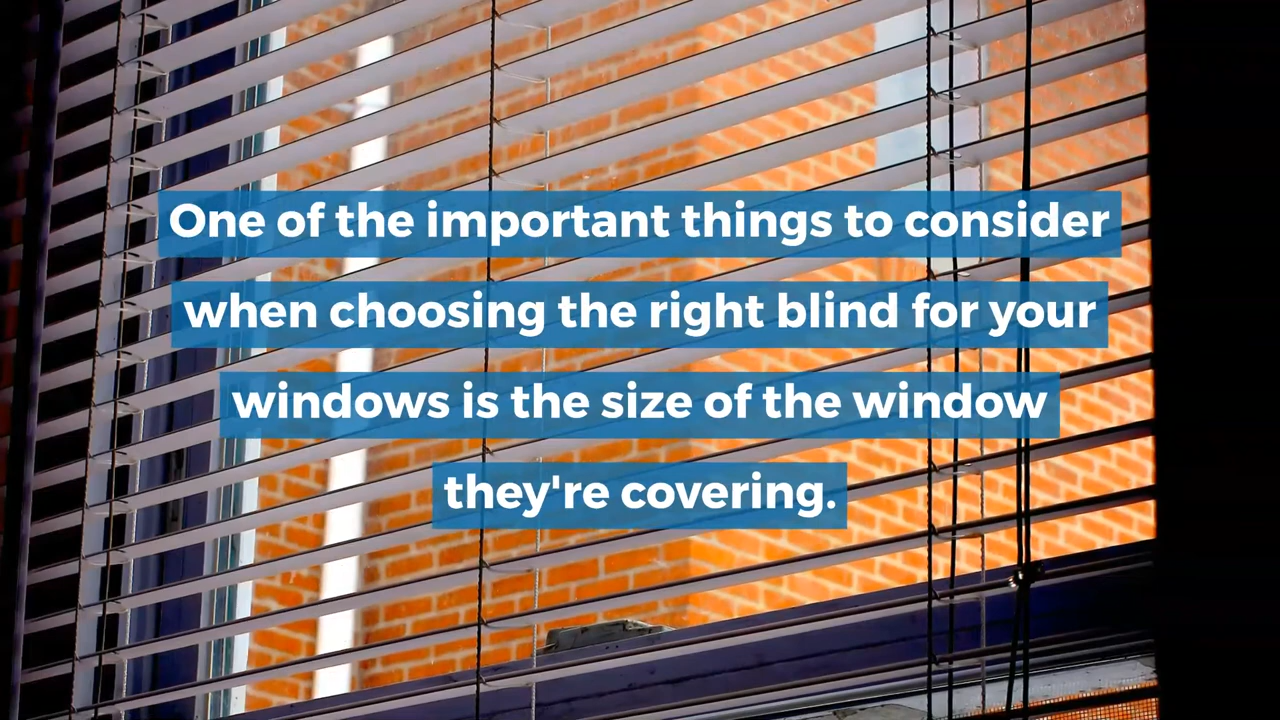 One of the important things to consider
when choosing the right blind for your
windows is the size of the window
they're covering.